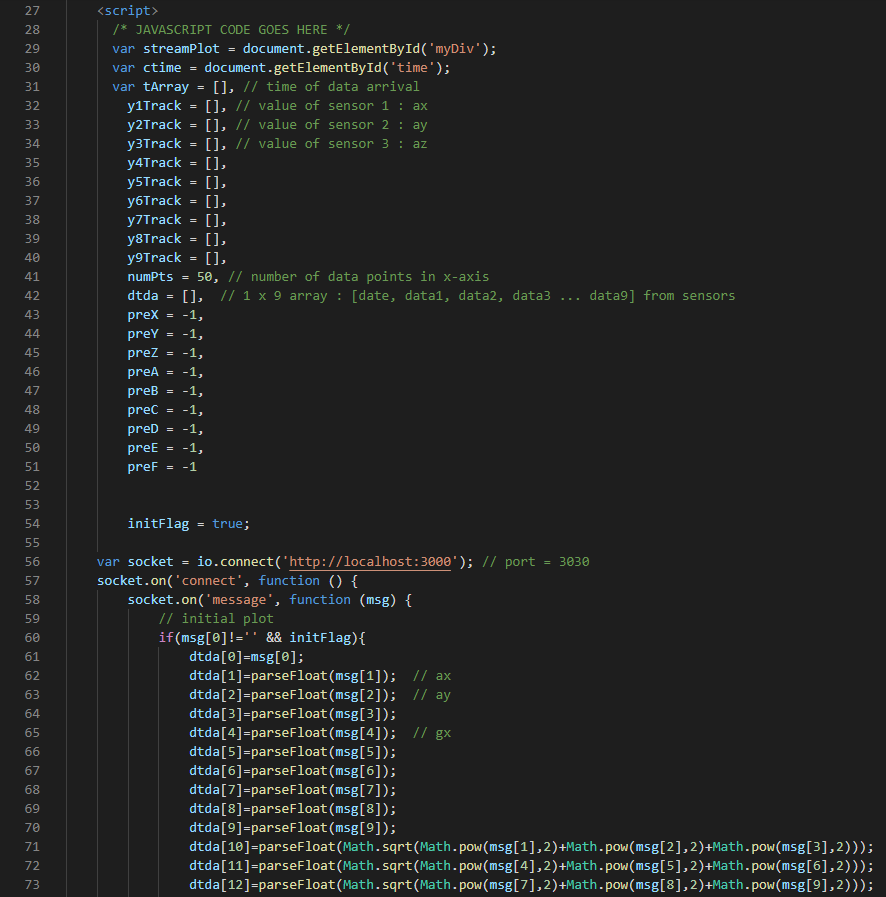 27 <script>
28 /* JAVASCRIPT CODE GOES HERE */
29 var streamPlot = document.getElementById('myDiv');
30 var ctime = document.getElementById('time');
31 var tArray = [], // time of data arrival
32 y1Track = [], // value of sensor 1 : ax
33 y2Track = [], // value of sensor 2 : ay
34 y3Track = [], // value of sensor 3 : az
35 y4Track = [],
36 y5Track = [],
37 y6Track = [],
38 y7Track = [],
39 y8Track = [],
40 y9Track = [],
41 numPts = 50, // number of data points in x-axis
42 dtda = [],  // 1 x 9 array : [date, data1, data2, data3 ... data9] from sensors
43 preX = -1,
44 preY = -1,
45 preZ = -1,
46 preA = -1,
47 preB = -1,
48 preC = -1,
49 preD = -1,
50 preE = -1,
51 preF = -1
52
53
54 initFlag = true;
55
56 var socket = io.connect('http://localhost:3000'); // port = 3030
57 socket.on('connect', function () {
58 socket.on('message', function (msg) {
59 // initial plot
60 if(msg[0]!='' && initFlag){
61 dtda[0]=msg[0];
62 dtda[1]=parseFloat(msg[1]);  // ax
63 dtda[2]=parseFloat(msg[2]);  // ay
64 dtda[3]=parseFloat(msg[3]);
65 dtda[4]=parseFloat(msg[4]);  // gx
66 dtda[5]=parseFloat(msg[5]);
67 dtda[6]=parseFloat(msg[6]);
68 dtda[7]=parseFloat(msg[7]);
69 dtda[8]=parseFloat(msg[8]);
70 dtda[9]=parseFloat(msg[9]);
71 dtda[10]=parseFloat(Math.sqrt(Math.pow(msg[1],2)+Math.pow(msg[2],2)+Math.pow(msg[3],2)));
72 dtda[11]=parseFloat(Math.sqrt(Math.pow(msg[4],2)+Math.pow(msg[5],2)+Math.pow(msg[6],2)));
73 dtda[12]=parseFloat(Math.sqrt(Math.pow(msg[7],2)+Math.pow(msg[8],2)+Math.pow(msg[9],2)));